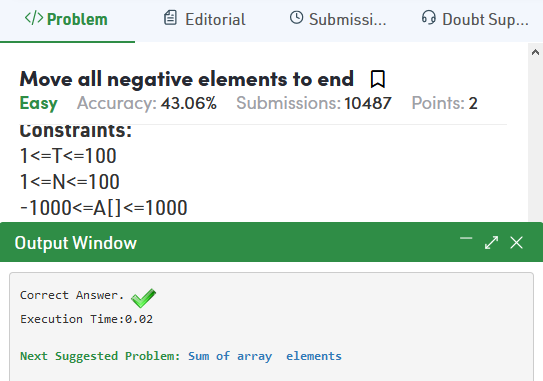 </> Problem
Editorial
Submissi...
Doubt Sup...
Move all negative elements to end
Easy Accuracy: 43.06% Submissions: 10487 Points: 2
Constraints:
1<=T<=100
1<=N<=100
-1000<=A[]<=1000
Output Window
Correct Answer.
Execution Time:0.02
Next Suggested Problem: Sum of array elements